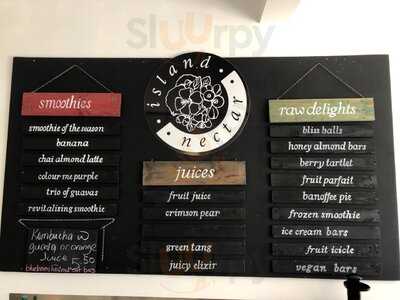 Sluurpy
island
nectar
smoothies
smoothie of the season
banana
chai almond latte
colour me purple
trio of guavas
revitalizing smoothie
Kombucha w
guava or orange
Juice 5,50
juices
fruit juice
crimson pear
green tang
juicy elixir
raw delights
bliss balls
honey almond bars
berry tartlet
fruit parfait
banoffee pie
frozen smoothie
ice cream bars
fruit icicle
vegan bars